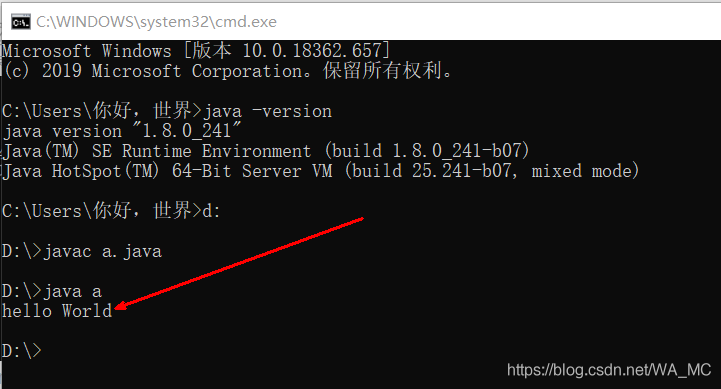 C:\WINDOWS\system32\cmd.exe
Microsoft Windows [版本 10.0.18362.657]
(c) 2019 Microsoft Corporation。保留所有权利。
C:\Users\你好，世界>java -version
java version "1.8.0_241"
Java(TM) SE Runtime Environment (build 1.8.0_241-b07)
Java HotSpot(TM) 64-Bit Server VM (build 25.241-b07, mixed mode)
C:\Users\你好，世界>d:
D:\>javac a.java
D:\>java a
hello World
D:\>
https://blog.csdn.net/WA_MC